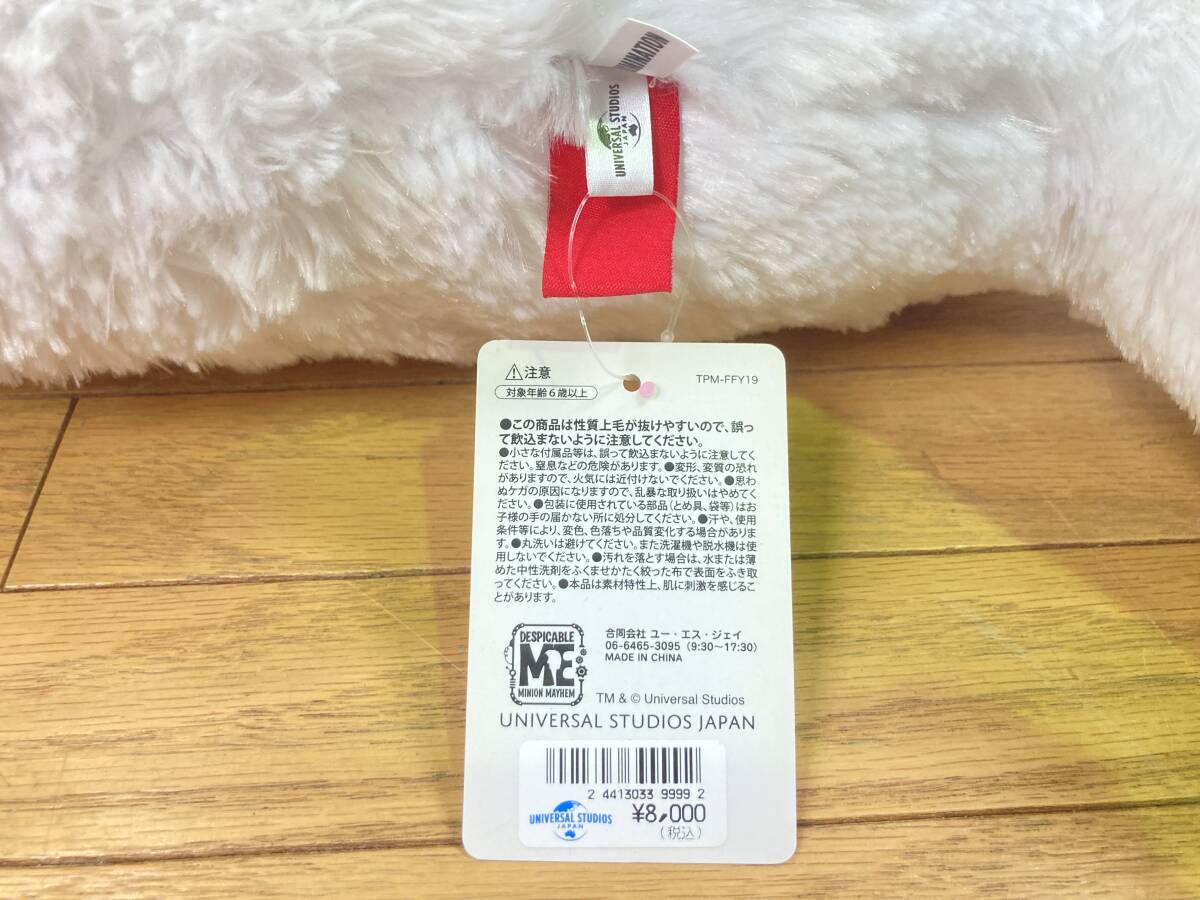 MINATION
UNIVERSAL STUDIOS
JAPAN
⚠注意
TPM-FFY19
対象年齢6歳以上
●この商品は性質上毛が抜けやすいので、誤っ
て飲込まないように注意してください。
●小さな付属品等は、誤って飲込まないように注意してく
ださい。窒息などの危険があります。●変形、変質の恐れ
がありますので、火気には近付けないでください。●思わ
ぬケガの原因になりますので、乱暴な取り扱いはやめてく
ださい。●包装に使用されている部品（とめ具、袋等）はお
子様の手の届かない所に処分してください。●汗や、使用
条件等により、変色、色落ちや品質変化する場合がありま
す。●丸洗いは避けてください。また洗濯機や脱水機は使
用しないでください。●汚れを落とす場合は、水または薄
めた中性洗剤をふくませかたく絞った布で表面をふき取
ってください。●本品は素材特性上、肌に刺激を感じるこ
とがあります。
DESPICABLE
ME
MINION MAYHEM
合同会社 ユー・エス・ジェイ
06-6465-3095（9:30〜17:30）
MADE IN CHINA
TM & © Universal Studios
UNIVERSAL STUDIOS JAPAN
2 4413033 9999 2
UNIVERSAL STUDIOS
JAPAN
¥8,000
(税込)